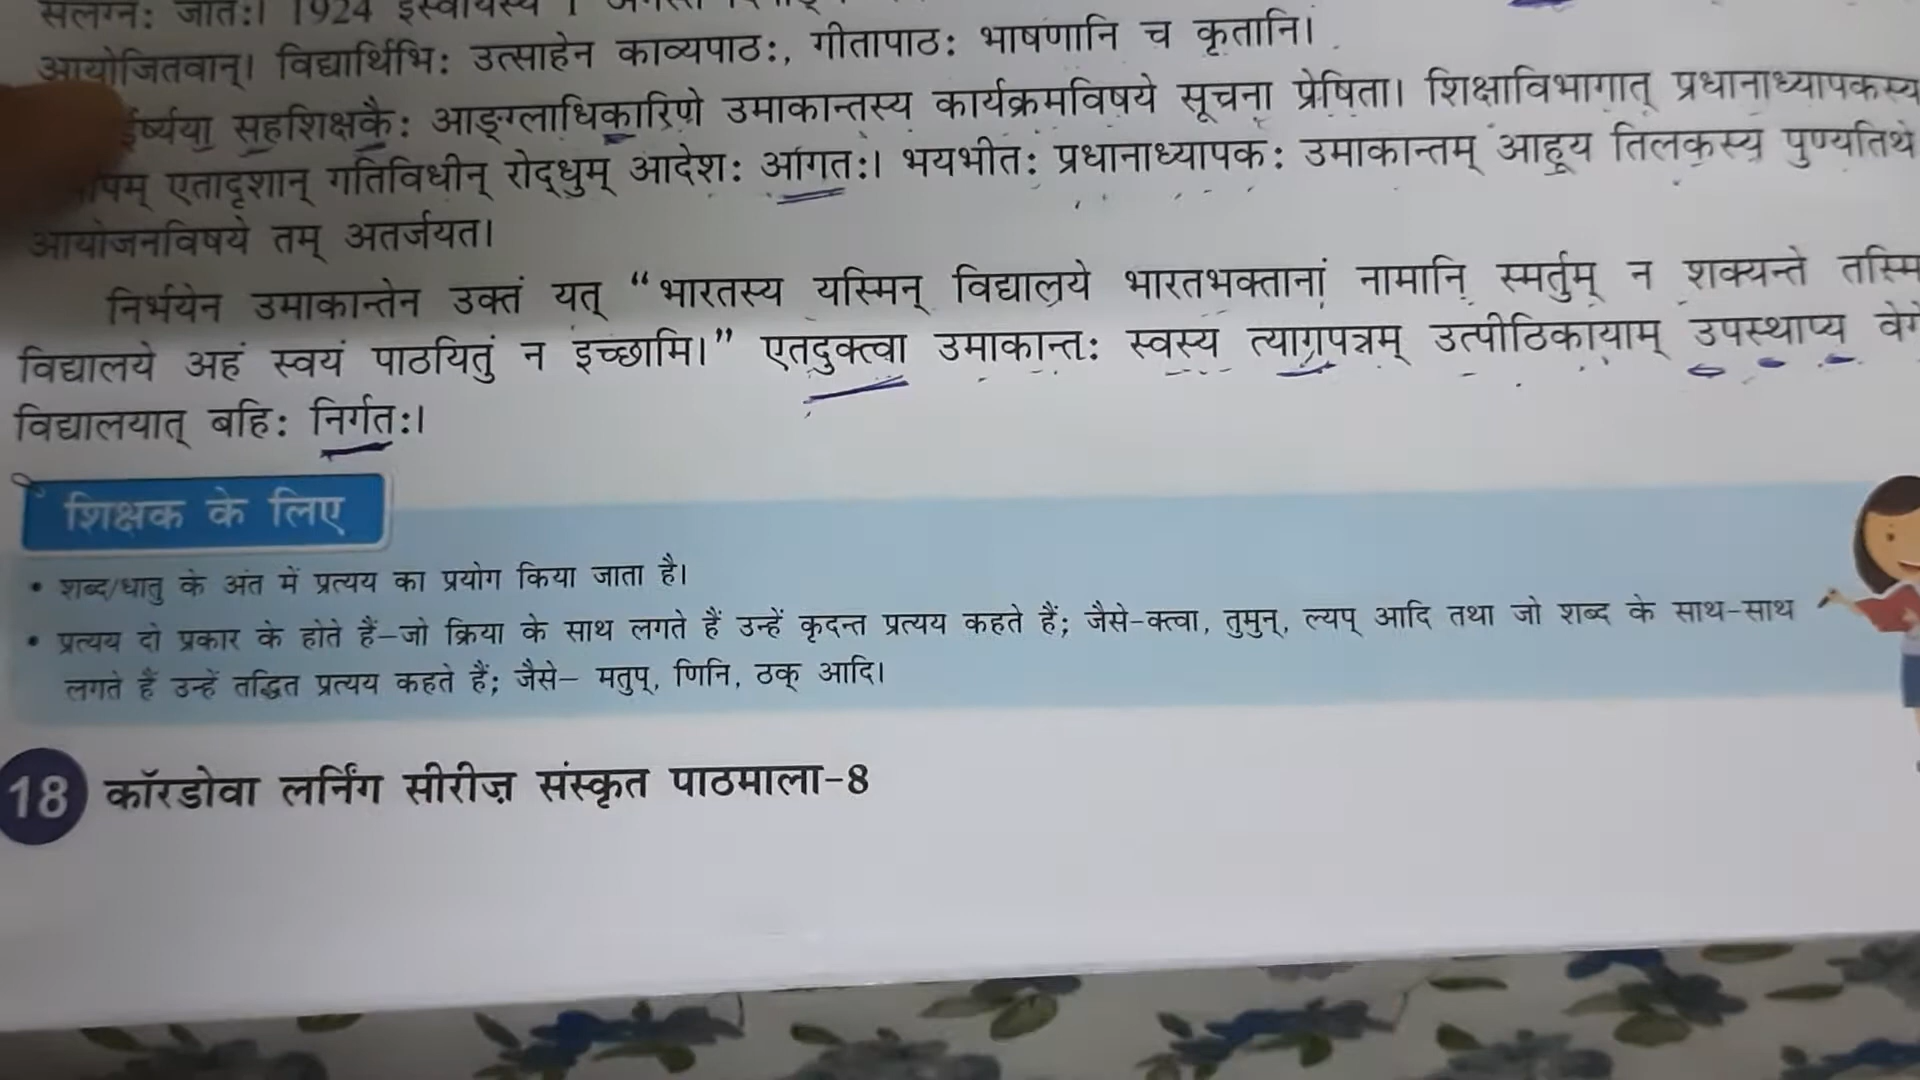 संलग्नः जातः। 1924
आयोजितवान्। विद्यार्थिभिः उत्साहेन काव्यपाठः, गीतापाठः भाषणानि च कृतानि।
ईर्ष्यया सहशिक्षकैः आङ्ग्लाधिकारिणे उमाकान्तस्य कार्यक्रमविषये सूचना प्रेषिता। शिक्षाविभागात् प्रधानाध्यापकस्य
एतादृशान् गतिविधीन् रोद्धुम् आदेशः आगतः। भयभीतः प्रधानाध्यापकः उमाकान्तम् आहूय तिलकस्य पुण्यतिथे
आयोजनविषये तम् अतर्जयत।
निर्भयेन उमाकान्तेन उक्तं यत् “भारतस्य यस्मिन् विद्यालये भारतभक्तानां नामानि स्मर्तुम् न शक्यन्ते तस्मि
विद्यालये अहं स्वयं पाठयितुं न इच्छामि।” एतदुक्त्वा उमाकान्तः स्वस्य त्यागपत्रम् उत्पीठिकायाम् उपस्थाप्य
विद्यालयात् बहिः निर्गतः।
शिक्षक के लिए
• शब्द/धातु के अंत में प्रत्यय का प्रयोग किया जाता है।
• प्रत्यय दो प्रकार के होते हैं–जो क्रिया के साथ लगते हैं उन्हें कृदन्त प्रत्यय कहते हैं; जैसे-क्त्वा, तुमुन्, ल्यप् आदि तथा जो शब्द के साथ-साथ
लगते हैं उन्हें तद्धित प्रत्यय कहते हैं; जैसे– मतुप्, णिनि, ठक् आदि।
18 कॉरडोवा लर्निंग सीरीज़ संस्कृत पाठमाला-8